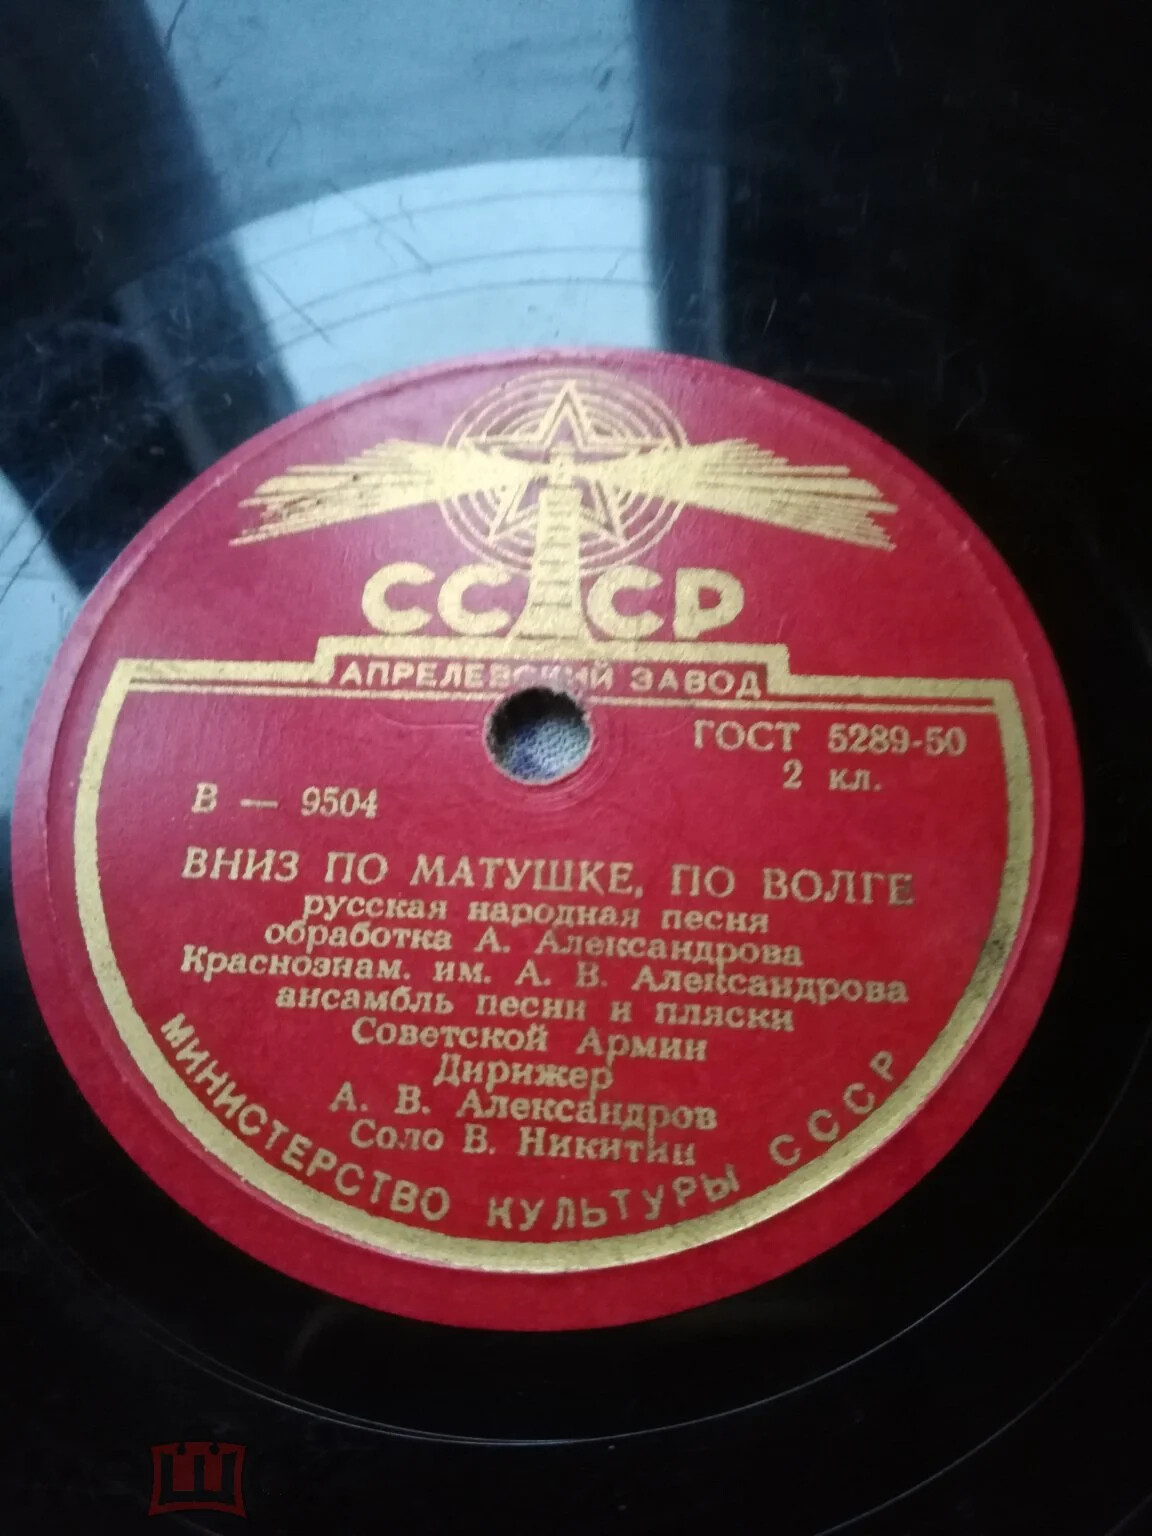 СССР
АПРЕЛЕВСКИЙ ЗАВОД
ГОСТ 5289-50
2 кл.
В — 9504
ВНИЗ ПО МАТУШКЕ, ПО ВОЛГЕ
русская народная песня
обработка А. Александрова
Краснознам. им. А. В. Александрова
ансамбль песни и пляски
Советской Армии
Дирижер
А. В. Александров
Соло В. Никитин
МИНИСТЕРСТВО КУЛЬТУРЫ СССР